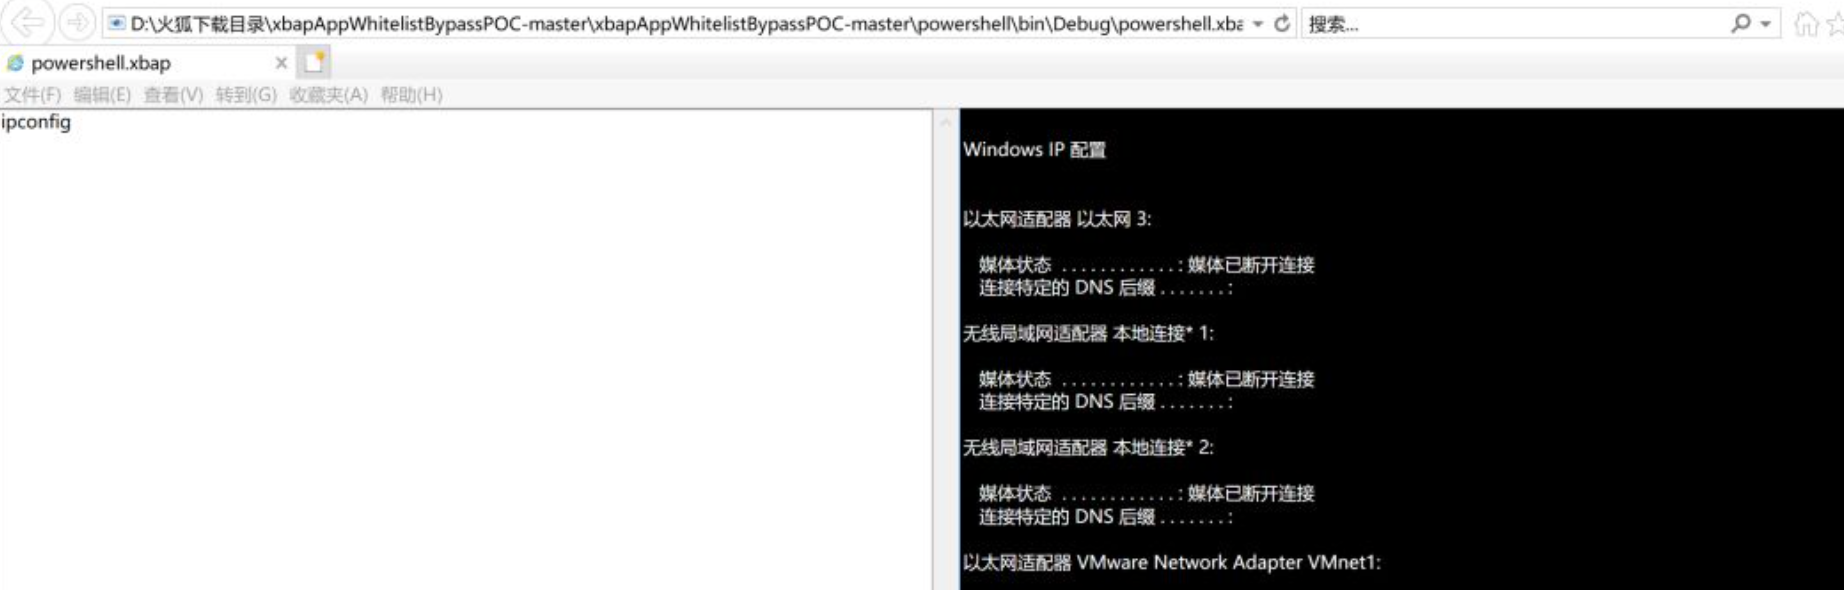 D:\火狐下载目录\xbapAppWhitelistBypassPOC-master\xbapAppWhitelistBypassPOC-master\powershell\bin\Debug\powershell.xba
搜索...
powershell.xbap
文件(F) 编辑(E) 查看(V) 转到(G) 收藏夹(A) 帮助(H)
ipconfig
Windows IP 配置
以太网适配器 以太网 3:
媒体状态 . . . . . . . . . . . . : 媒体已断开连接
连接特定的 DNS 后缀 . . . . . . . :
无线局域网适配器 本地连接* 1:
媒体状态 . . . . . . . . . . . . : 媒体已断开连接
连接特定的 DNS 后缀 . . . . . . . :
无线局域网适配器 本地连接* 2:
媒体状态 . . . . . . . . . . . . : 媒体已断开连接
连接特定的 DNS 后缀 . . . . . . . :
以太网适配器 VMware Network Adapter VMnet1: